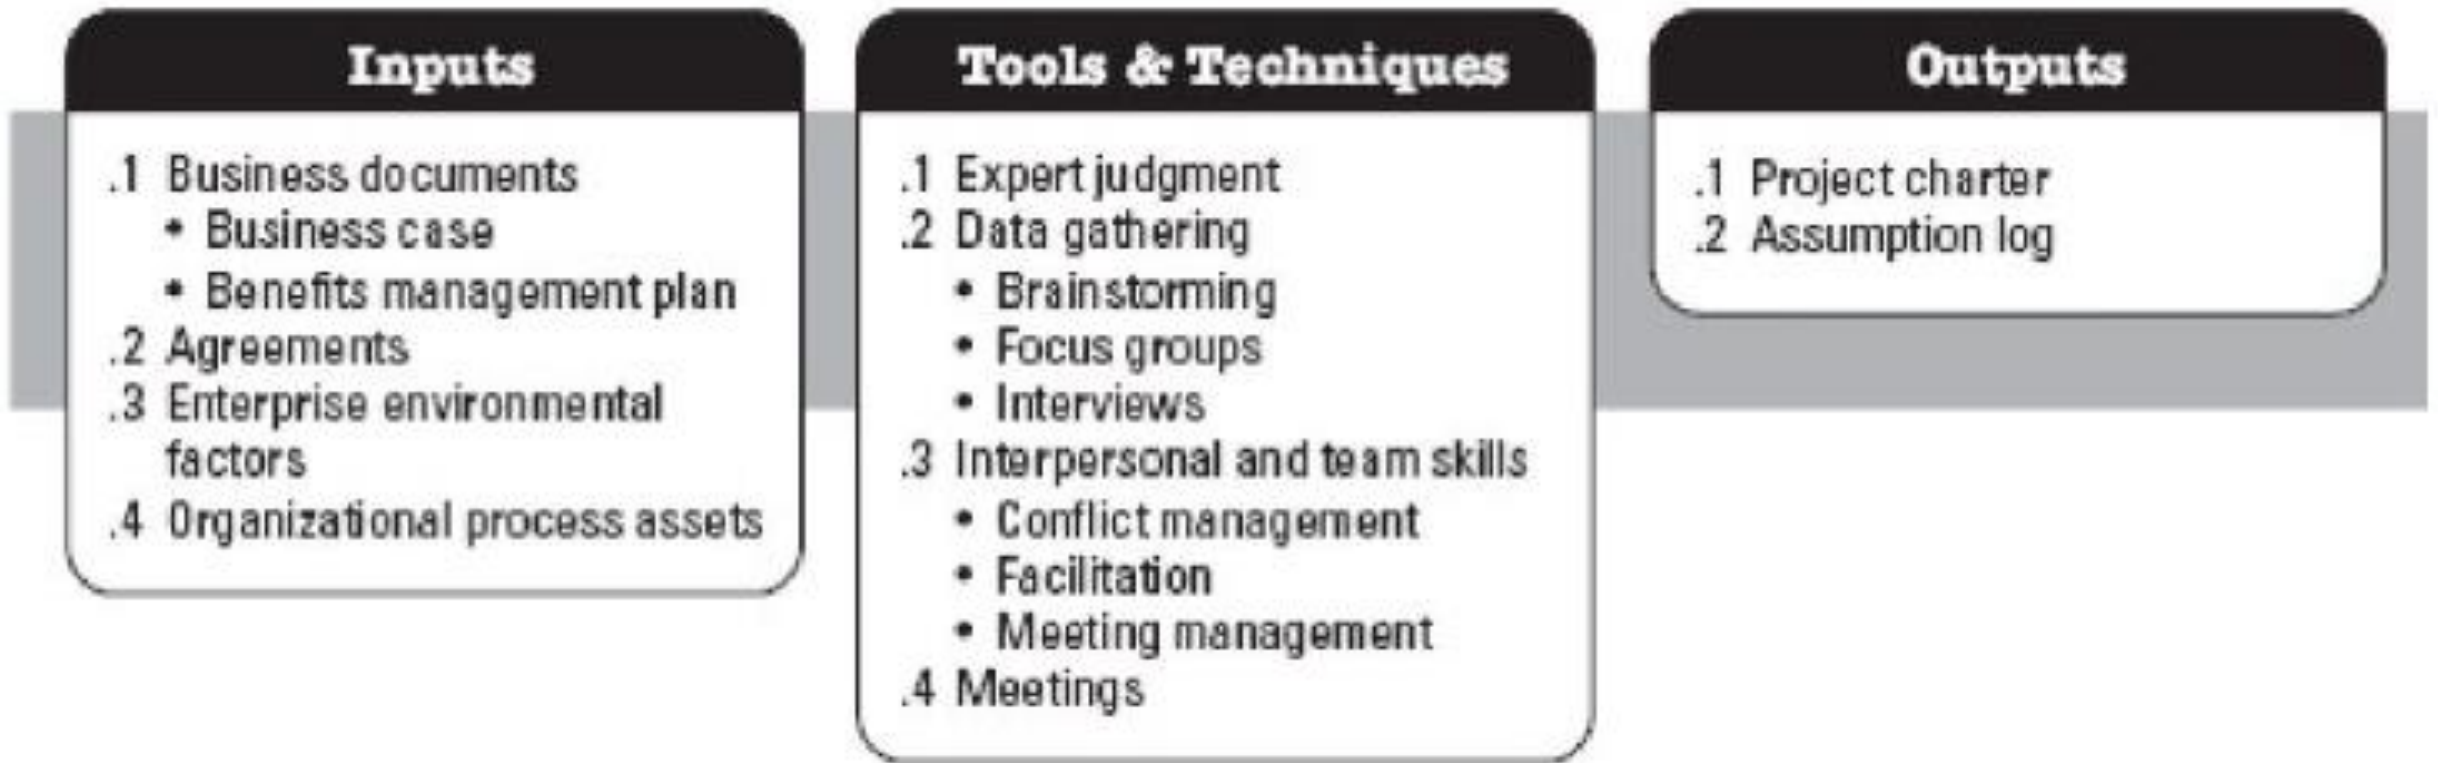 Inputs
.1 Business documents
• Business case
• Benefits management plan
.2 Agreements
.3 Enterprise environmental
factors
.4 Organizational process assets
Tools & Techniques
.1 Expert judgment
.2 Data gathering
• Brainstorming
• Focus groups
• Interviews
.3 Interpersonal and team skills
• Conflict management
• Facilitation
• Meeting management
.4 Meetings
Outputs
.1 Project charter
.2 Assumption log